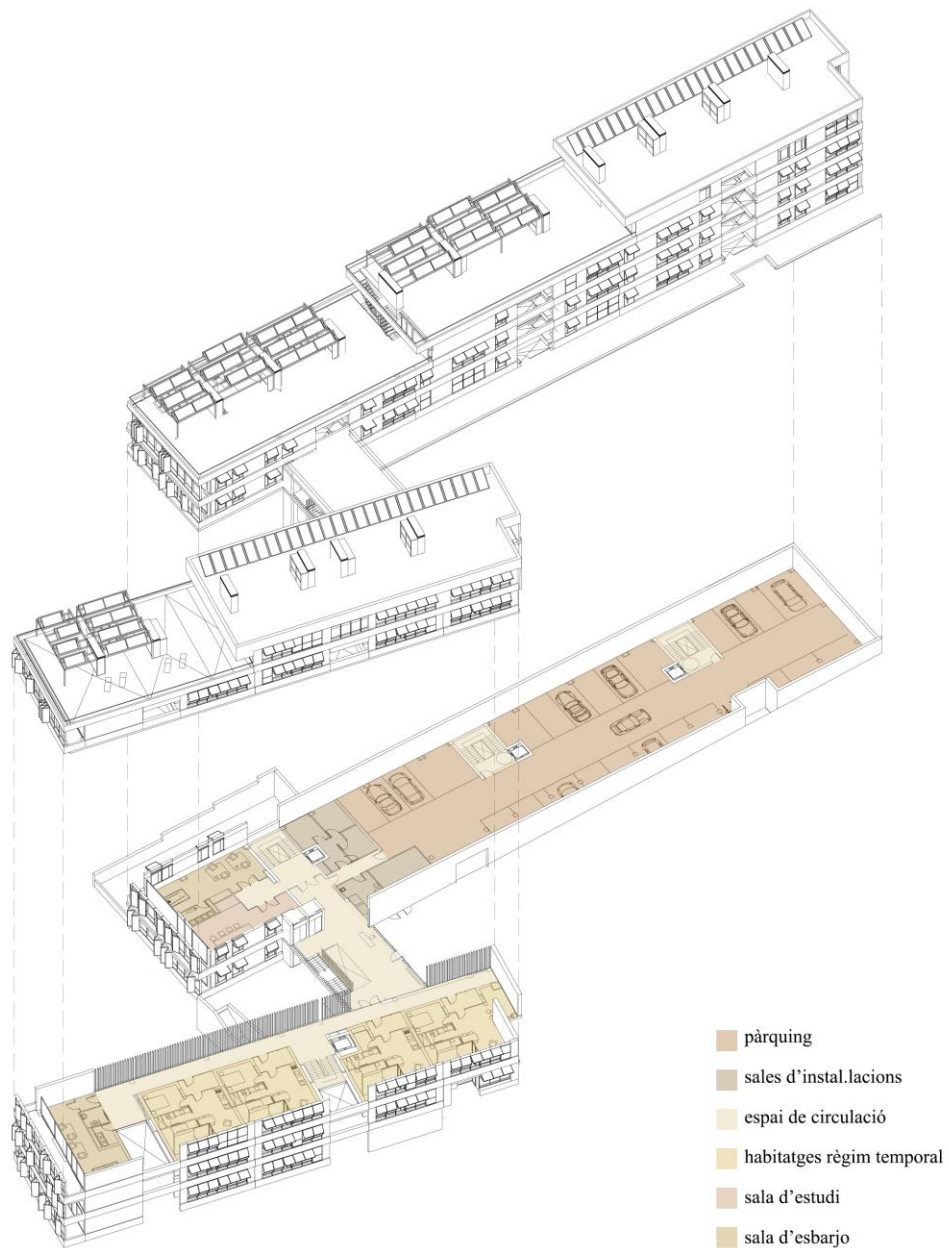 pàrquing
sales d'instal.lacions
espai de circulació
habitatges règim temporal
sala d'estudi
sala d'esbarjo